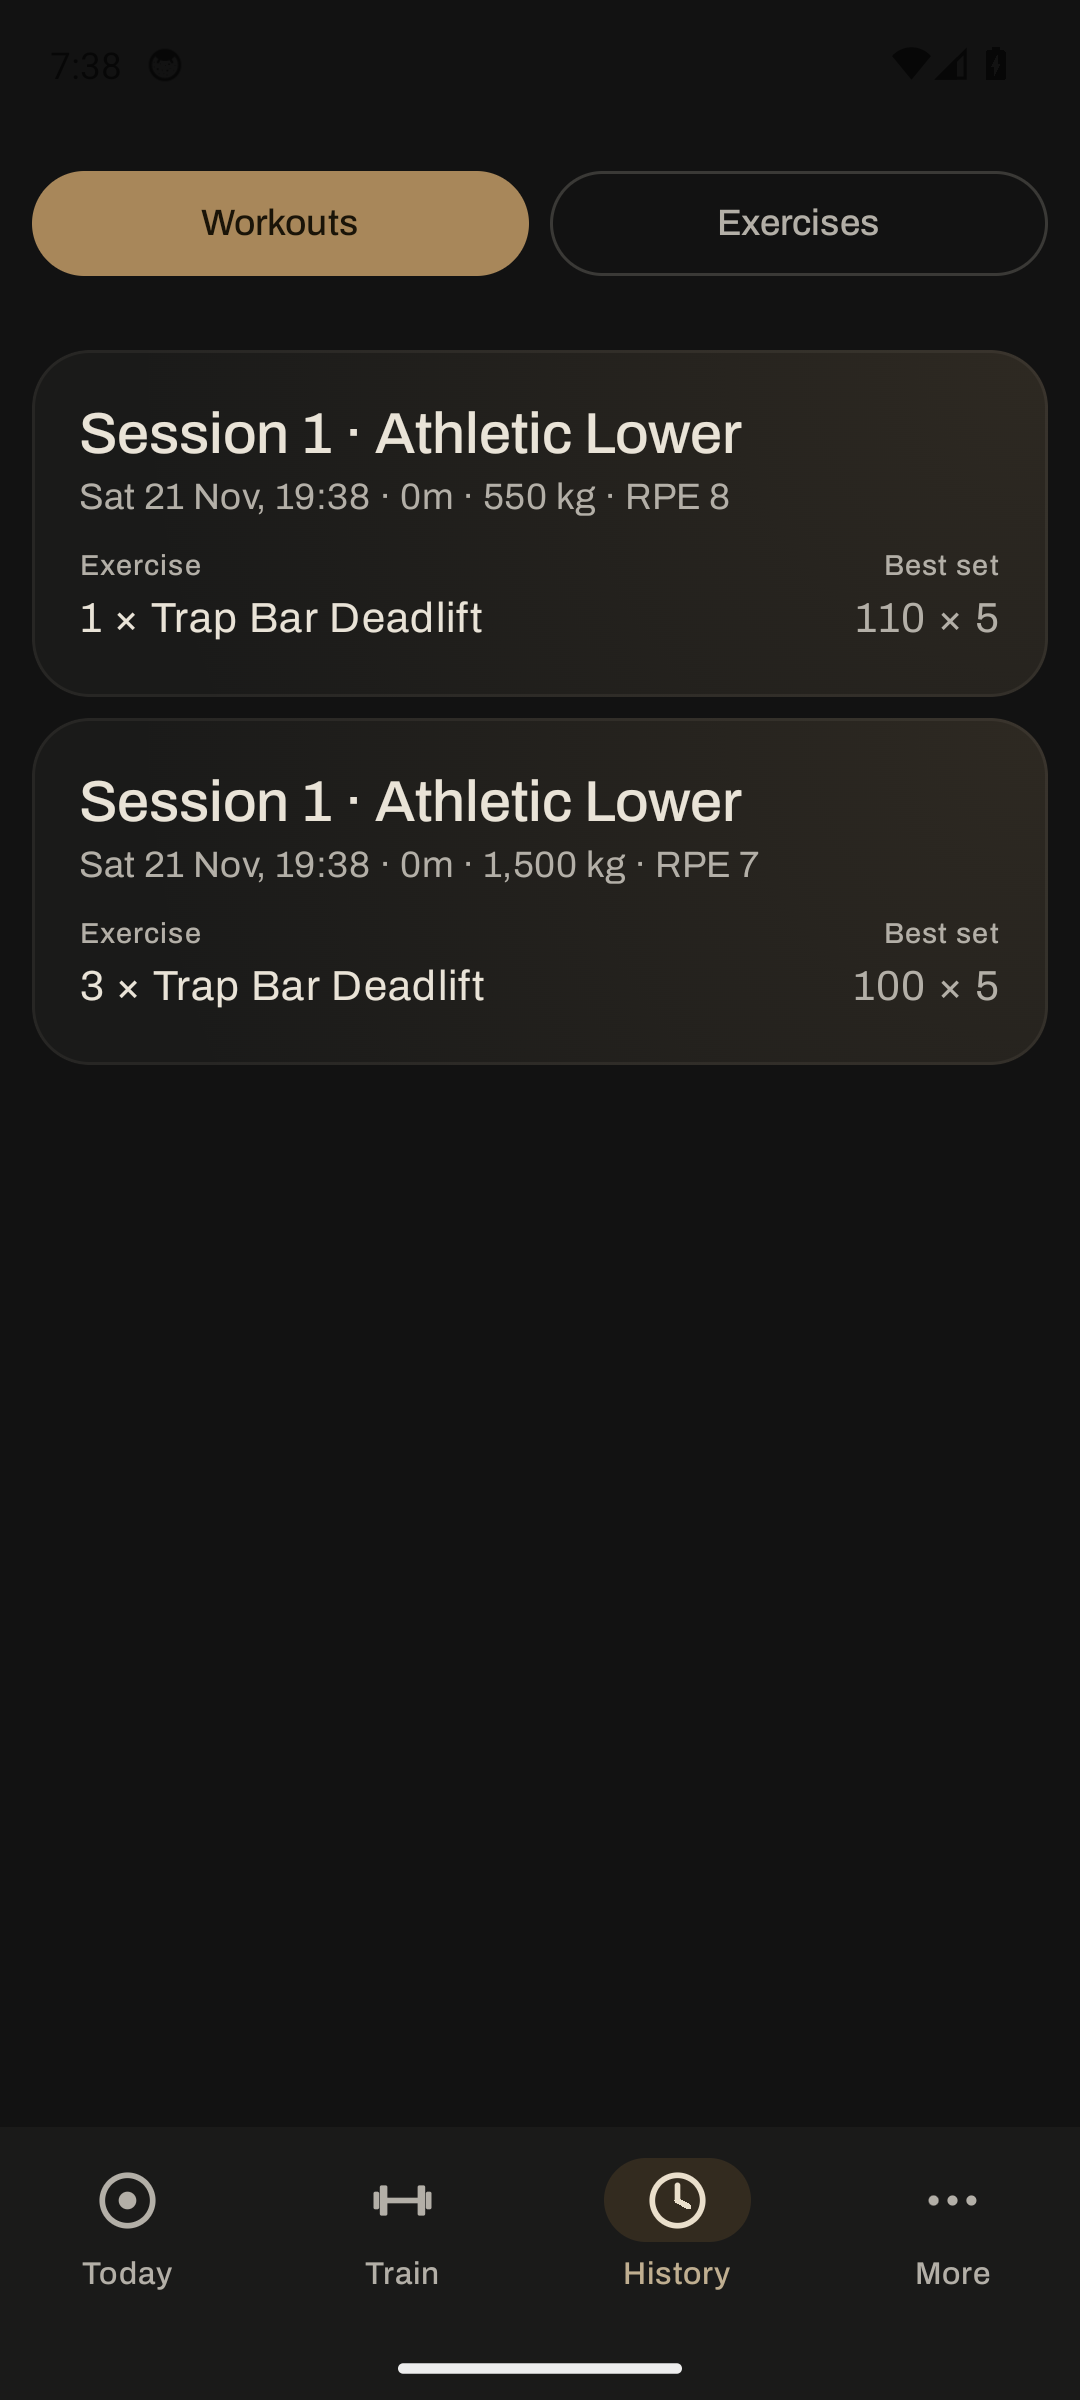 7:38
Workouts
Exercises
Session 1 · Athletic Lower
Sat 21 Nov, 19:38 · 0m · 550 kg · RPE 8
Exercise Best set
1 × Trap Bar Deadlift 110 × 5
Session 1 · Athletic Lower
Sat 21 Nov, 19:38 · 0m · 1,500 kg · RPE 7
Exercise Best set
3 × Trap Bar Deadlift 100 × 5
Today Train History More